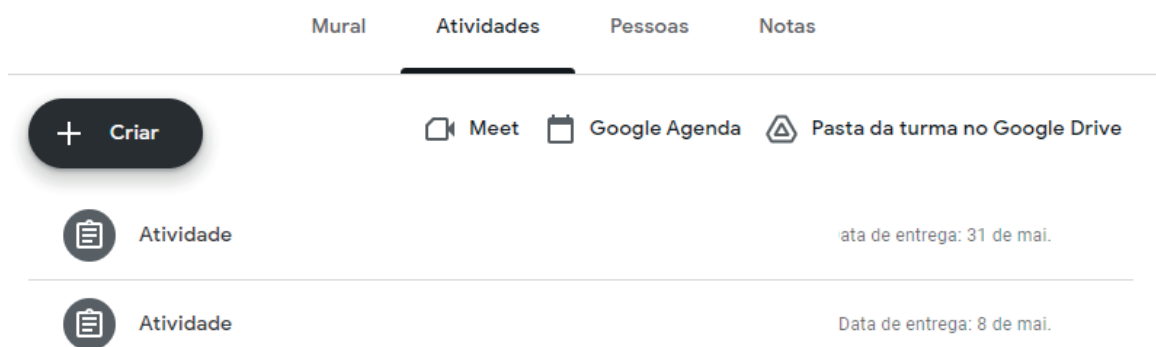 Mural Atividades Pessoas Notas
Criar Meet Google Agenda Pasta da turma no Google Drive
Atividade ata de entrega: 31 de mai.
Atividade Data de entrega: 8 de mai.